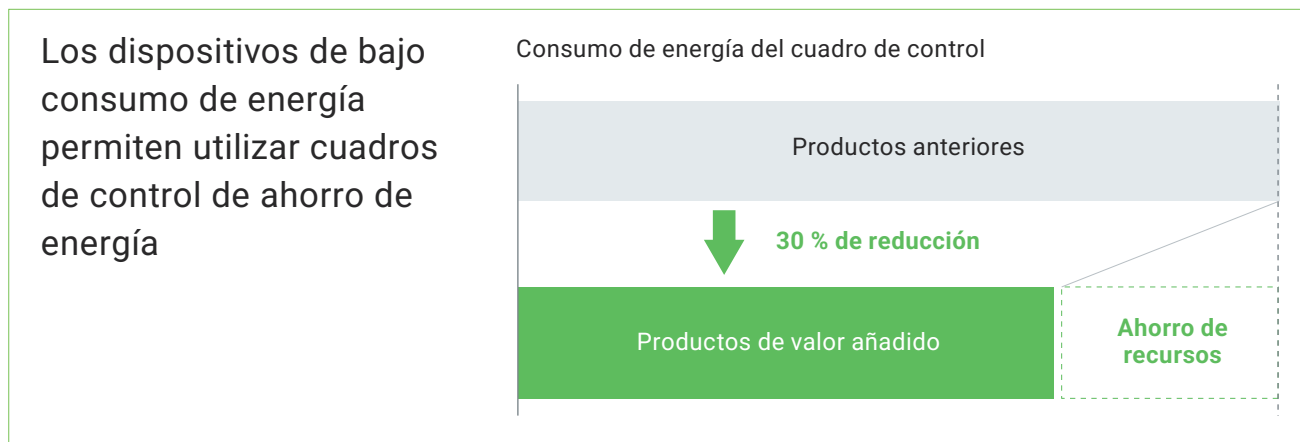 Los dispositivos de bajo
consumo de energía
permiten utilizar cuadros
de control de ahorro de
energía
Consumo de energía del cuadro de control
Productos anteriores
30 % de reducción
Productos de valor añadido
Ahorro de
recursos